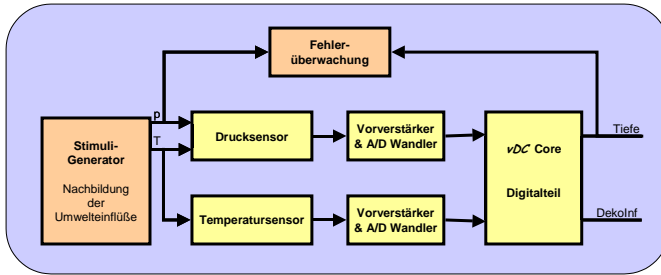 Fehler-
überwachung
p
T
Stimuli-
Generator
Nachbildung
der
Umwelteinflüße
Drucksensor
Vorverstärker
& A/D Wandler
Temperatursensor
Vorverstärker
& A/D Wandler
vDC Core
Digitalteil
Tiefe
DekoInf